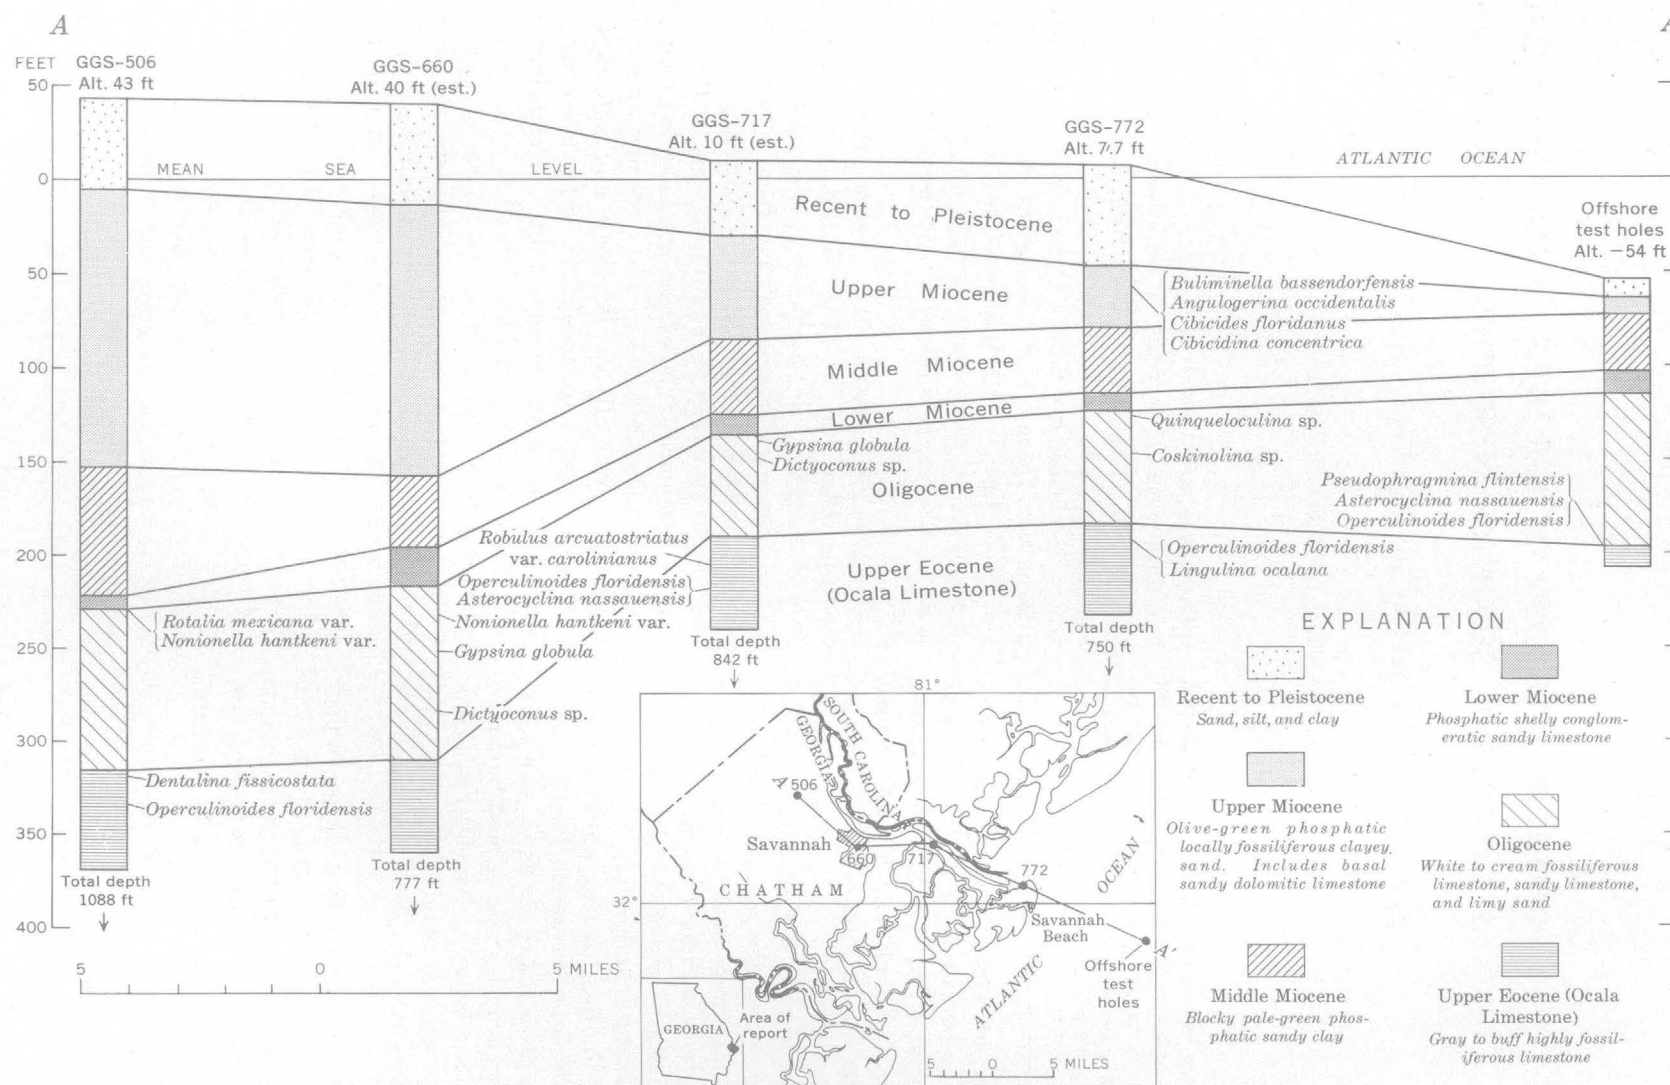 A
A
FEET
GGS-506
Alt. 43 ft
GGS-660
Alt. 40 ft (est.)
GGS-717
Alt. 10 ft (est.)
GGS-772
Alt. 7.7 ft
Offshore
test holes
Alt. −54 ft
50
0
50
100
150
200
250
300
350
400
MEAN SEA LEVEL
ATLANTIC OCEAN
Recent to Pleistocene
Upper Miocene
Middle Miocene
Lower Miocene
Oligocene
Upper Eocene
(Ocala Limestone)
Buliminella bassendorfensis
Angulogerina occidentalis
Cibicides floridanus
Cibicidina concentrica
Quinqueloculina sp.
Coskinolina sp.
Gypsina globula
Dictyoconus sp.
Pseudophragmina flintensis
Asterocyclina nassauensis
Operculinoides floridensis
Operculinoides floridensis
Lingulina ocalana
Robulus arcuatostriatus
var. carolinianus
Operculinoides floridensis
Asterocyclina nassauensis
Nonionella hantkeni var.
Gypsina globula
Dictyoconus sp.
Rotalia mexicana var.
Nonionella hantkeni var.
Dentalina fissicostata
Operculinoides floridensis
Total depth
1088 ft
Total depth
777 ft
Total depth
842 ft
Total depth
750 ft
5 0 5 MILES
81°
32°
SOUTH CAROLINA
GEORGIA
A
506
Savannah
660
717
772
CHATHAM
Savannah
Beach
OCEAN
ATLANTIC
A'
Offshore
test
holes
GEORGIA
Area of
report
5 0 5 MILES
EXPLANATION
Recent to Pleistocene
Sand, silt, and clay
Upper Miocene
Olive-green phosphatic
locally fossiliferous clayey
sand. Includes basal
sandy dolomitic limestone
Middle Miocene
Blocky pale-green phos-
phatic sandy clay
Lower Miocene
Phosphatic shelly conglom-
eratic sandy limestone
Oligocene
White to cream fossiliferous
limestone, sandy limestone,
and limy sand
Upper Eocene (Ocala
Limestone)
Gray to buff highly fossil-
iferous limestone